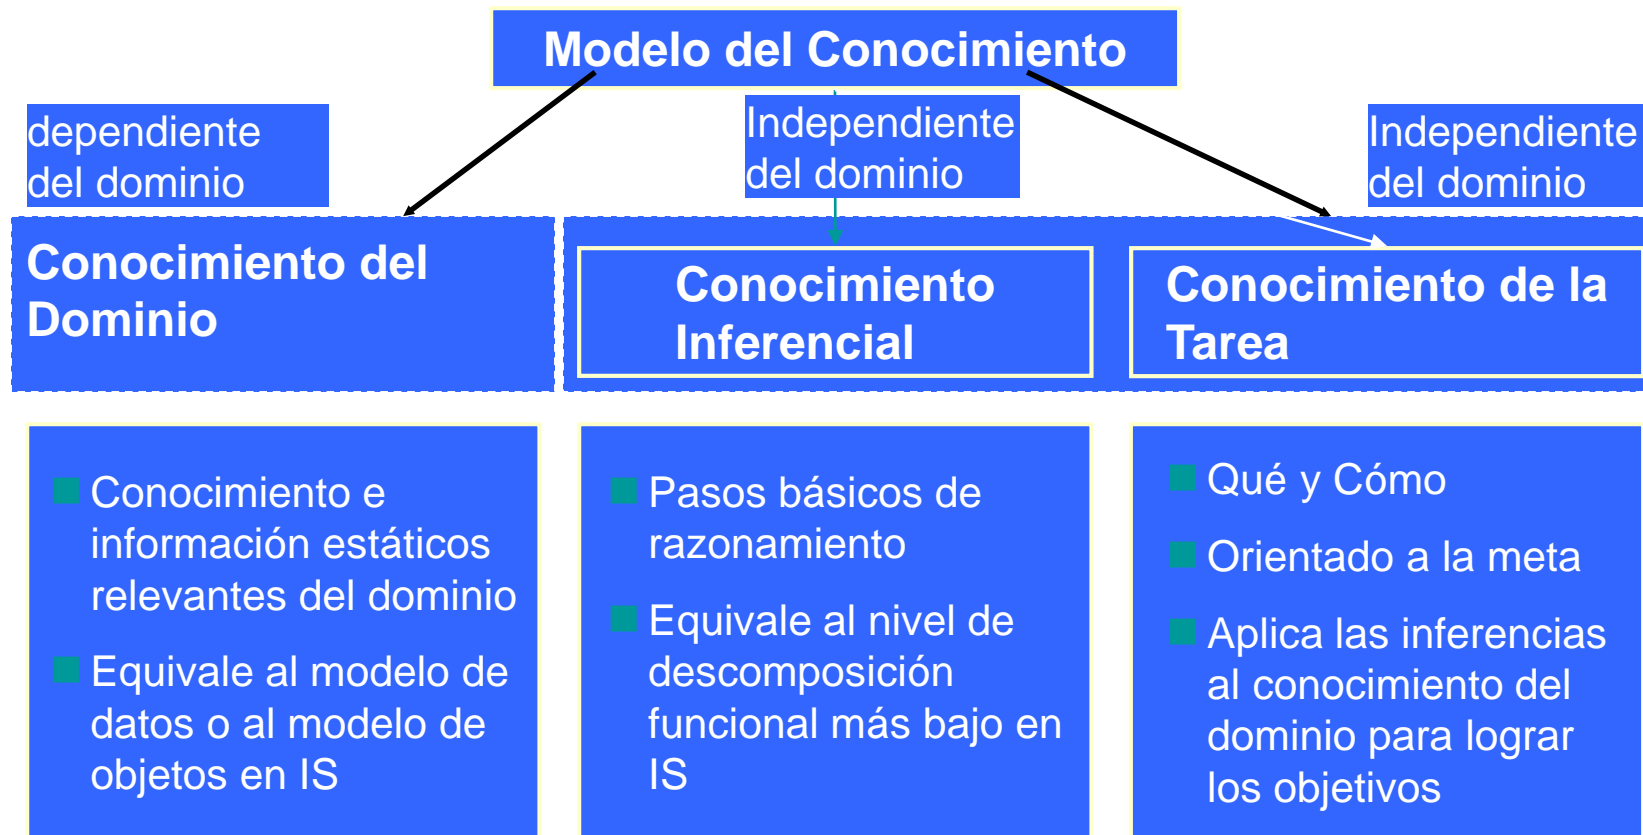 Modelo del Conocimiento
dependiente
del dominio
Independiente
del dominio
Independiente
del dominio
Conocimiento del
Dominio
Conocimiento
Inferencial
Conocimiento de la
Tarea
Conocimiento e
información estáticos
relevantes del dominio
Equivale al modelo de
datos o al modelo de
objetos en IS
Pasos básicos de
razonamiento
Equivale al nivel de
descomposición
funcional más bajo en
IS
Qué y Cómo
Orientado a la meta
Aplica las inferencias
al conocimiento del
dominio para lograr
los objetivos